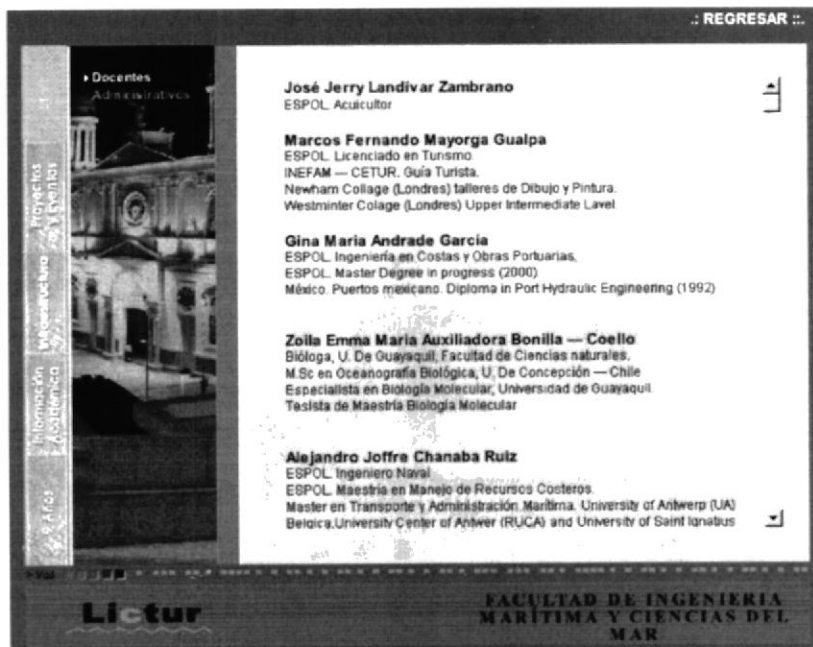 .: REGRESAR ::.
Docentes
Administrativos
José Jerry Landívar Zambrano
ESPOL. Acuicultor
Marcos Fernando Mayorga Gualpa
ESPOL. Licenciado en Turismo.
INEFAM — CETUR. Guía Turista.
Newham Collage (Londres) talleres de Dibujo y Pintura.
Westminter Colage (Londres) Upper Intermediate Lavel
Gina Maria Andrade García
ESPOL. Ingeniería en Costas y Obras Portuarias,
ESPOL. Master Degree in progress (2000)
México. Puertos mexicano. Diploma in Port Hydraulic Engineering (1992)
Zoila Emma Maria Auxiliadora Bonilla — Coello
Bióloga, U. De Guayaquil, Facultad de Ciencias naturales.
M.Sc en Oceanografía Biológica, U. De Concepción — Chile
Especialista en Biología Molecular, Universidad de Guayaquil.
Tesista de Maestría Biología Molecular
Alejandro Joffre Chanaba Ruiz
ESPOL. Ingeniero Naval
ESPOL. Maestría en Manejo de Recursos Costeros.
Master en Transporte y Administración Marítima. University of Antwerp (UA)
Belgica.University Center of Antwer (RUCA) and University of Saint Ignatius
Proyectos
y Eventos
Infraestructura
Información
Académica
Años
Lictur
FACULTAD DE INGENIERIA
MARÍTIMA Y CIENCIAS DEL
MAR